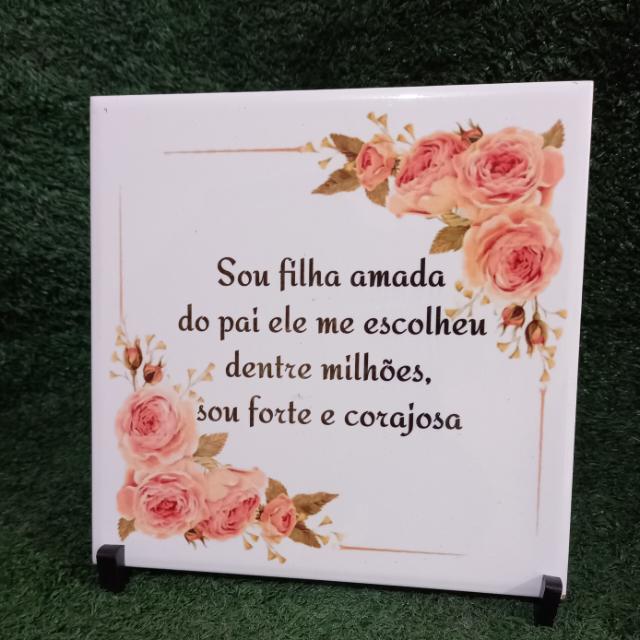 Sou filha amada
do pai ele me escolheu
dentre milhões,
sou forte e corajosa